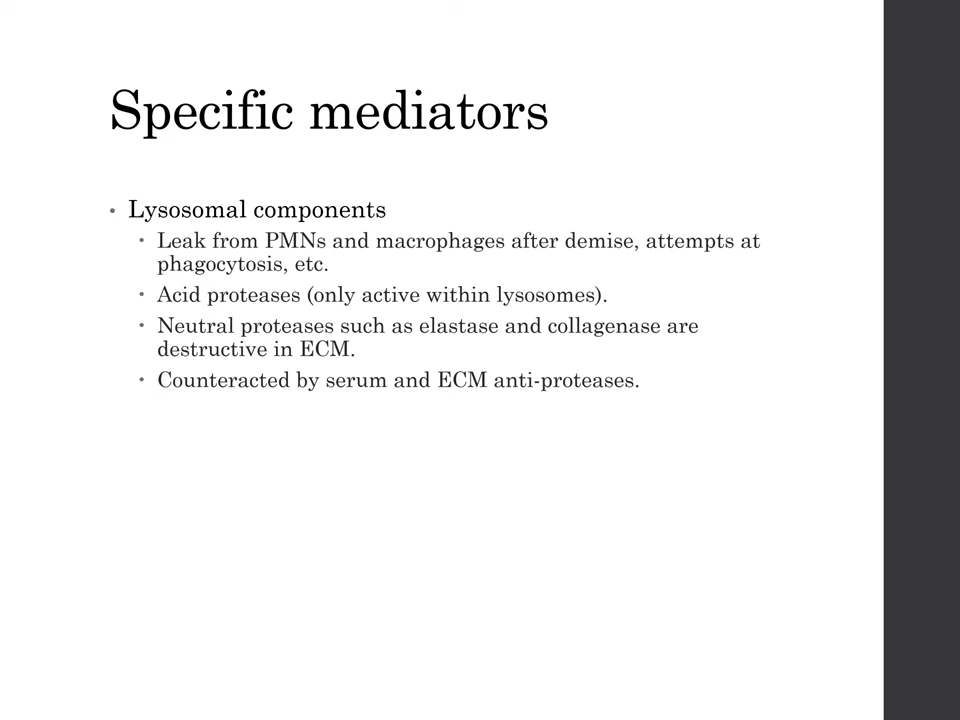 Specific mediators
• Lysosomal components
• Leak from PMNs and macrophages after demise, attempts at
phagocytosis, etc.
• Acid proteases (only active within lysosomes).
• Neutral proteases such as elastase and collagenase are
destructive in ECM.
• Counteracted by serum and ECM anti-proteases.